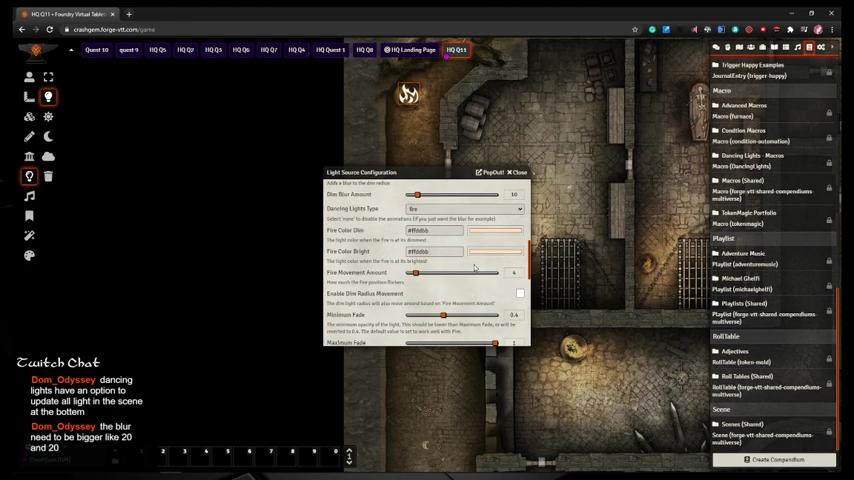 HQ Q11 • Foundry Virtual Tablet
crashgem.forge-vtt.com/game
Quest 10
quest 9
HQ Q5
HQ Q2
HQ Q3
HQ Q6
HQ Q7
HQ Q4
HQ Quest 1
HQ Q8
HQ Landing Page
HQ Q11
Light Source Configuration
PopOut!
Close
Adds a blur to the dim radius
Dim Blur Amount
10
Dancing Lights Type
fire
Select 'none' to disable the animations (if you just want the blur for example)
Fire Color Dim
#ffddbb
The light color when the fire is at its dimmest
Fire Color Bright
#ffddbb
The light color when the fire is at its brightest
Fire Movement Amount
4
How much the fire position flickers
Enable Dim Radius Movement
The dim light radius will also move around based on 'Fire Movement Amount'
Minimum Fade
0.4
The minimum opacity of the light. This should be lower than Maximum Fade, or will be
reverted to 0.4. The default value is set to work well with Fire.
Maximum Fade
1
Trigger Happy Examples
JournalEntry (trigger-happy)
Macro
Advanced Macros
Macro (furnace)
Condition Macros
Macro (condition-automation)
Dancing Lights - Macros
Macro (DancingLights)
Macros (Shared)
Macro (forge-vtt-shared-compendiums-
multiverse)
TokenMagic Portfolio
Macro (tokenmagic)
Playlist
Adventure Music
Playlist (adventuremusic)
Michael Ghelfi
Playlist (michaelghelfi)
Playlists (Shared)
Playlist (forge-vtt-shared-compendiums-
multiverse)
RollTable
Adjectives
RollTable (token-mold)
Roll Tables (Shared)
RollTable (forge-vtt-shared-compendiums-
multiverse)
Scene
Scenes (Shared)
Scene (forge-vtt-shared-compendiums-
multiverse)
Create Compendium
Twitch Chat
Dom_Odyssey dancing
lights have an option to
update all light in the scene
at the bottem
Dom_Odyssey the blur
need to be bigger like 20
and 20
1 2 3 4 5 6 7 8 9 0
1